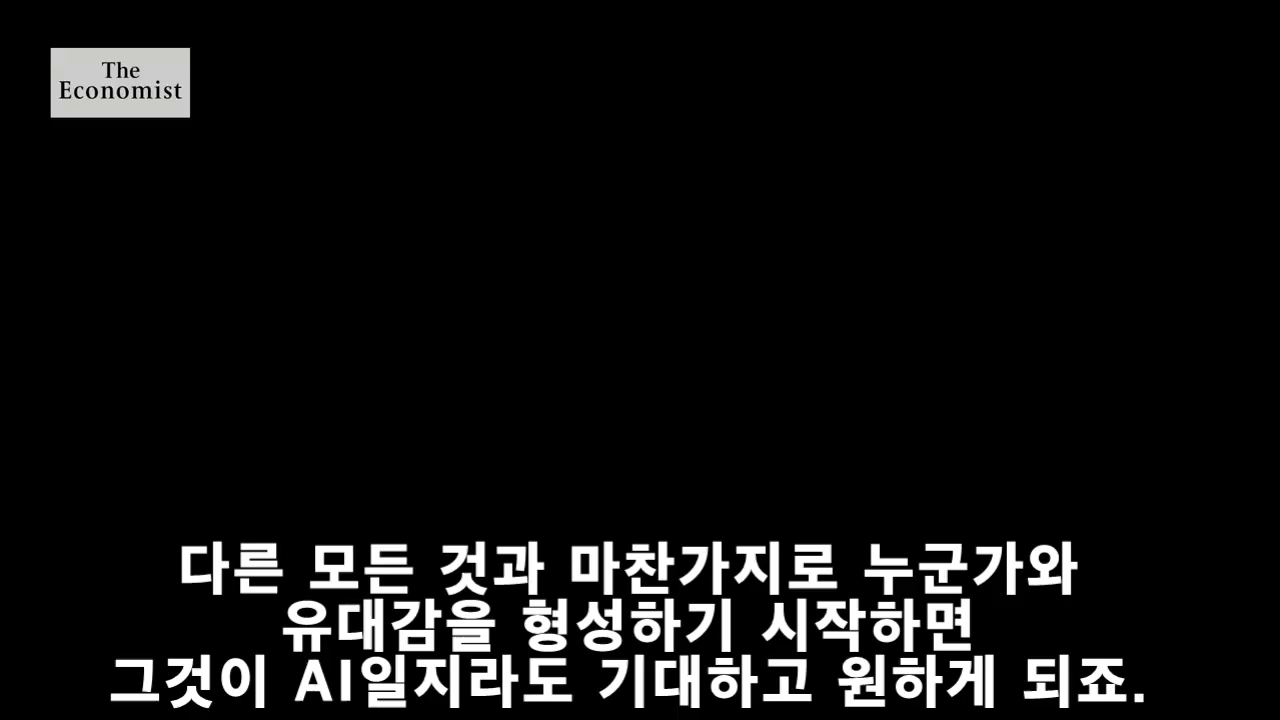 The
Economist
다른 모든 것과 마찬가지로 누군가와
유대감을 형성하기 시작하면
그것이 AI일지라도 기대하고 원하게 되죠.